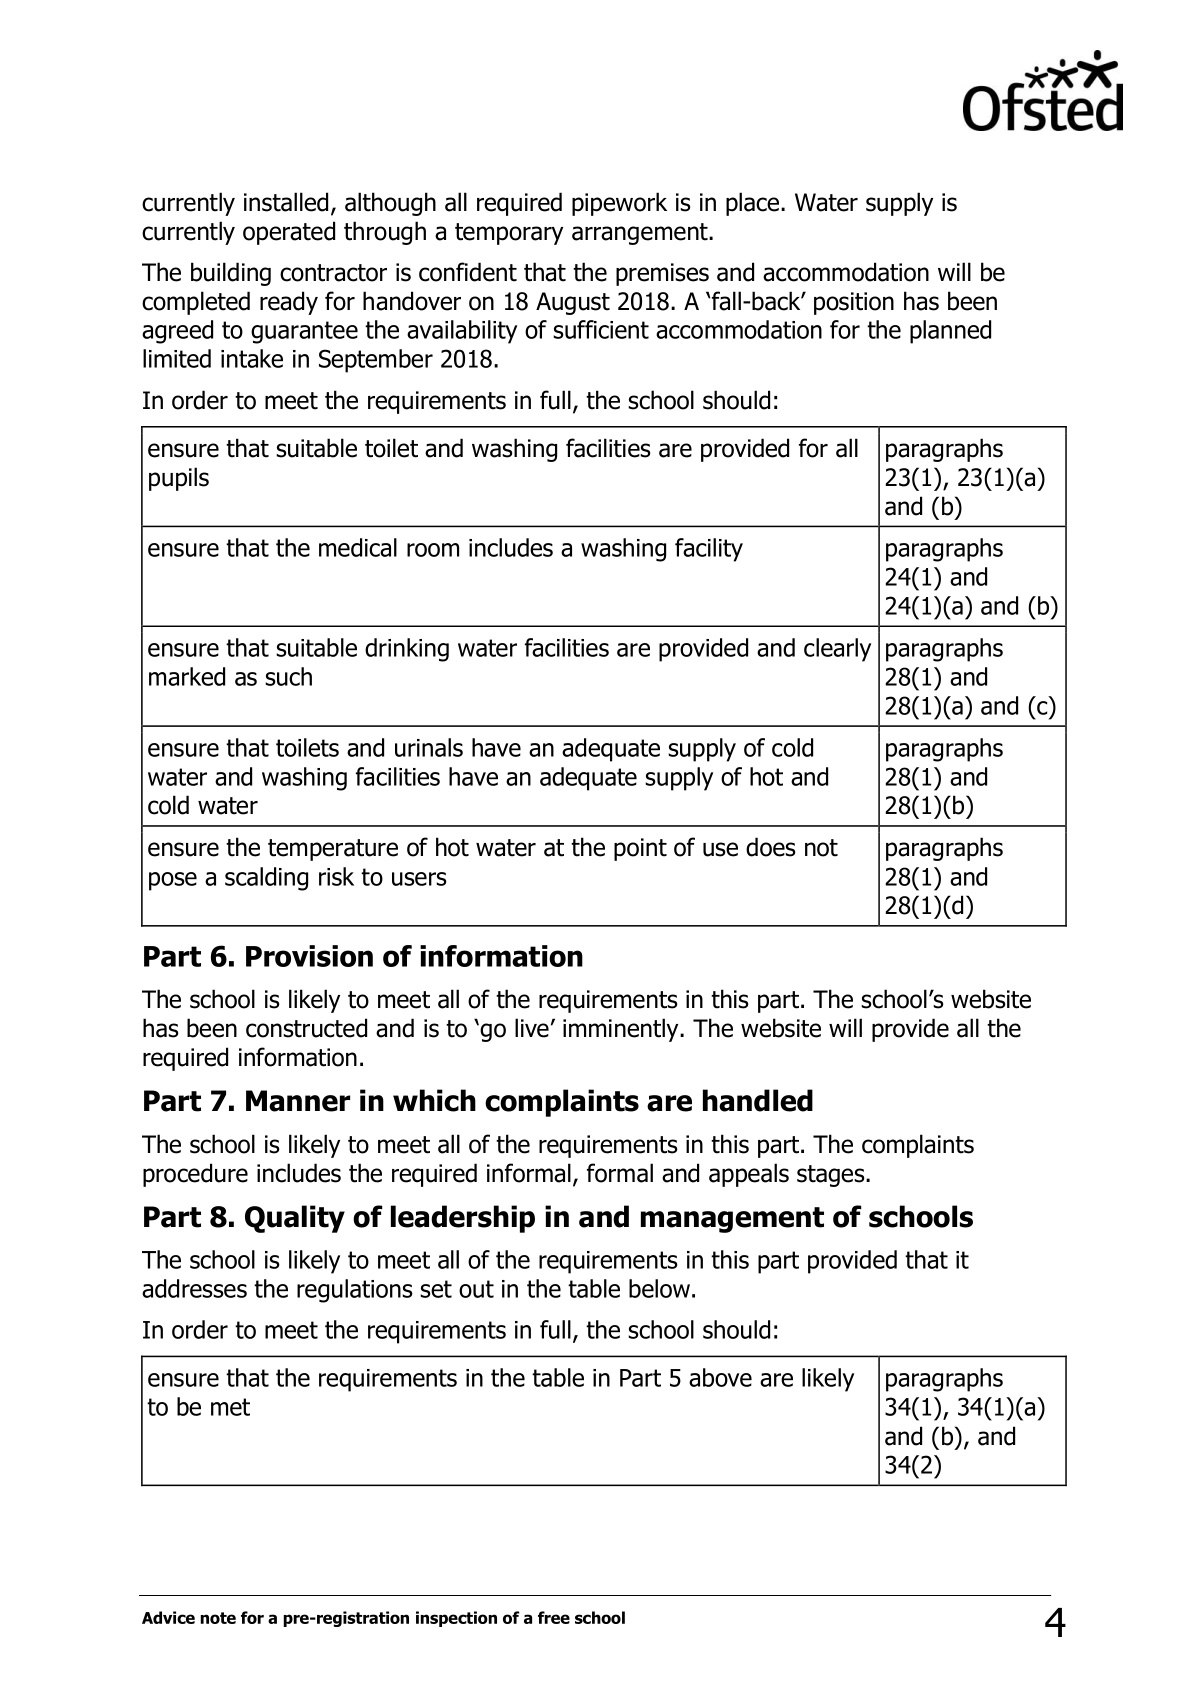 Ofsted
currently installed, although all required pipework is in place. Water supply is
currently operated through a temporary arrangement.
The building contractor is confident that the premises and accommodation will be
completed ready for handover on 18 August 2018. A ‘fall-back’ position has been
agreed to guarantee the availability of sufficient accommodation for the planned
limited intake in September 2018.
In order to meet the requirements in full, the school should:
ensure that suitable toilet and washing facilities are provided for all
pupils
paragraphs
23(1), 23(1)(a)
and (b)
ensure that the medical room includes a washing facility
paragraphs
24(1) and
24(1)(a) and (b)
ensure that suitable drinking water facilities are provided and clearly
marked as such
paragraphs
28(1) and
28(1)(a) and (c)
ensure that toilets and urinals have an adequate supply of cold
water and washing facilities have an adequate supply of hot and
cold water
paragraphs
28(1) and
28(1)(b)
ensure the temperature of hot water at the point of use does not
pose a scalding risk to users
paragraphs
28(1) and
28(1)(d)
Part 6. Provision of information
The school is likely to meet all of the requirements in this part. The school’s website
has been constructed and is to ‘go live’ imminently. The website will provide all the
required information.
Part 7. Manner in which complaints are handled
The school is likely to meet all of the requirements in this part. The complaints
procedure includes the required informal, formal and appeals stages.
Part 8. Quality of leadership in and management of schools
The school is likely to meet all of the requirements in this part provided that it
addresses the regulations set out in the table below.
In order to meet the requirements in full, the school should:
ensure that the requirements in the table in Part 5 above are likely
to be met
paragraphs
34(1), 34(1)(a)
and (b), and
34(2)
Advice note for a pre-registration inspection of a free school
4